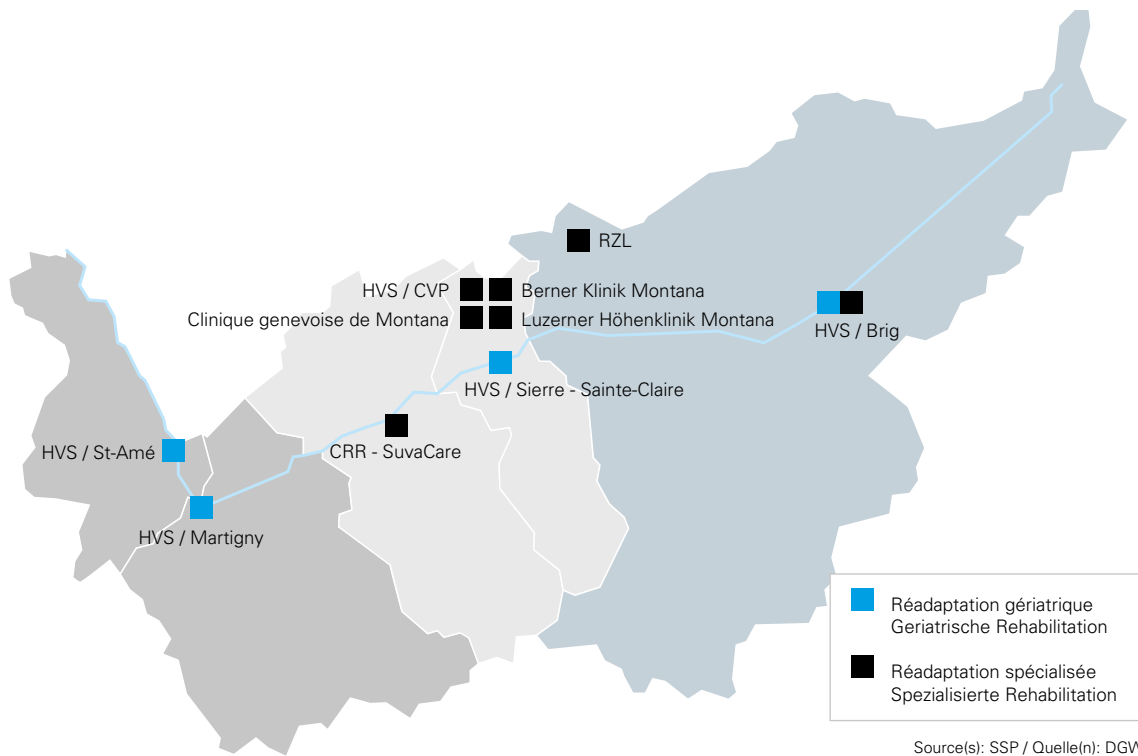 RZL
HVS / CVP
Berner Klinik Montana
Clinique genevoise de Montana
Luzerner Höhenklinik Montana
HVS / Brig
HVS / Sierre - Sainte-Claire
HVS / St-Amé
CRR - SuvaCare
HVS / Martigny
Réadaptation gériatrique
Geriatrische Rehabilitation
Réadaptation spécialisée
Spezialisierte Rehabilitation
Source(s): SSP / Quelle(n): DGW